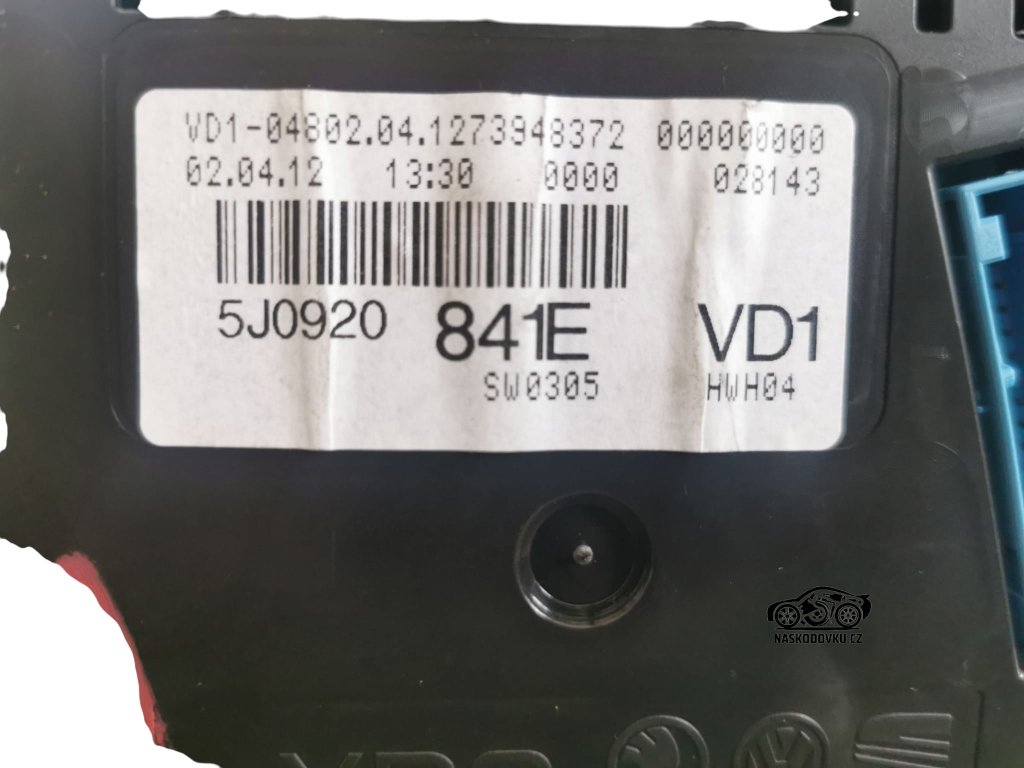 VD1-04802.04.1273948372 000000000
02.04.12 13:30 0000 028143
5J0920 841E VD1
SW0305 HWH04
NASKODOVKU CZ